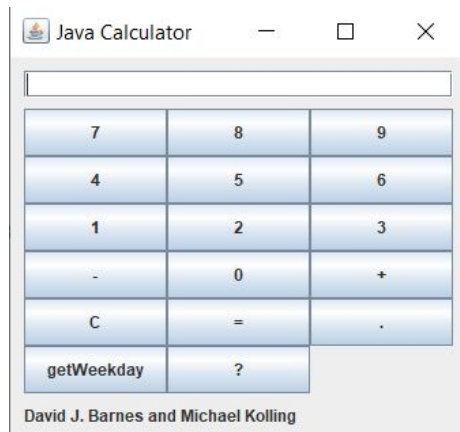 Java Calculator
7 8 9
4 5 6
1 2 3
- 0 +
C = .
getWeekday ?
David J. Barnes and Michael Kolling